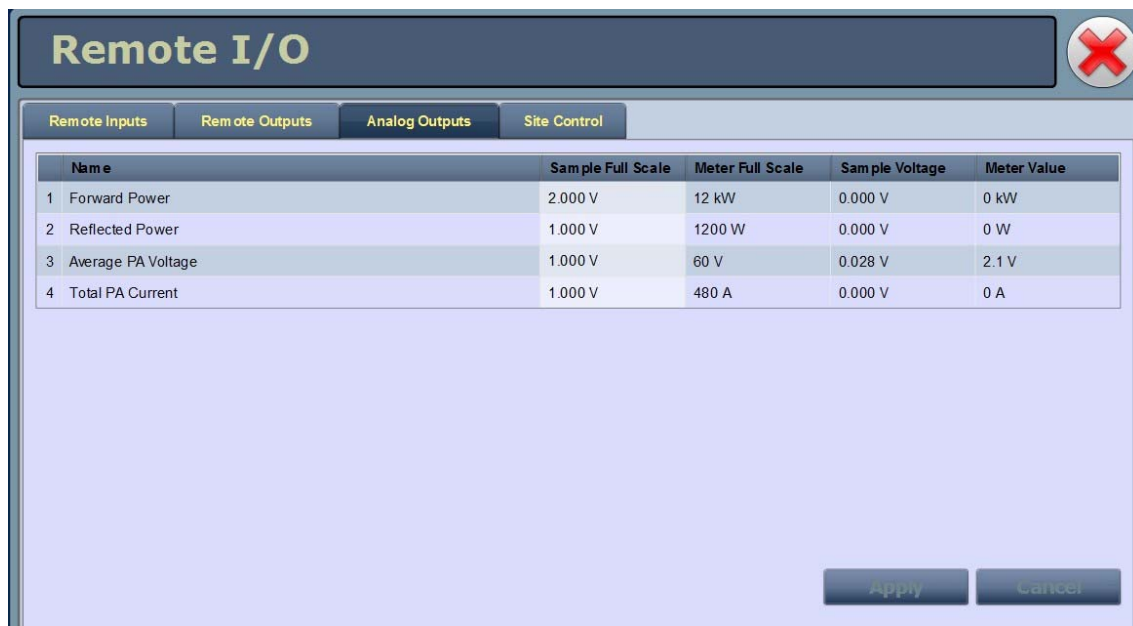 Remote I/O
Remote Inputs Remote Outputs Analog Outputs Site Control
Name Sample Full Scale Meter Full Scale Sample Voltage Meter Value
1 Forward Power 2.000 V 12 kW 0.000 V 0 kW
2 Reflected Power 1.000 V 1200 W 0.000 V 0 W
3 Average PA Voltage 1.000 V 60 V 0.028 V 2.1 V
4 Total PA Current 1.000 V 480 A 0.000 V 0 A
Apply Cancel